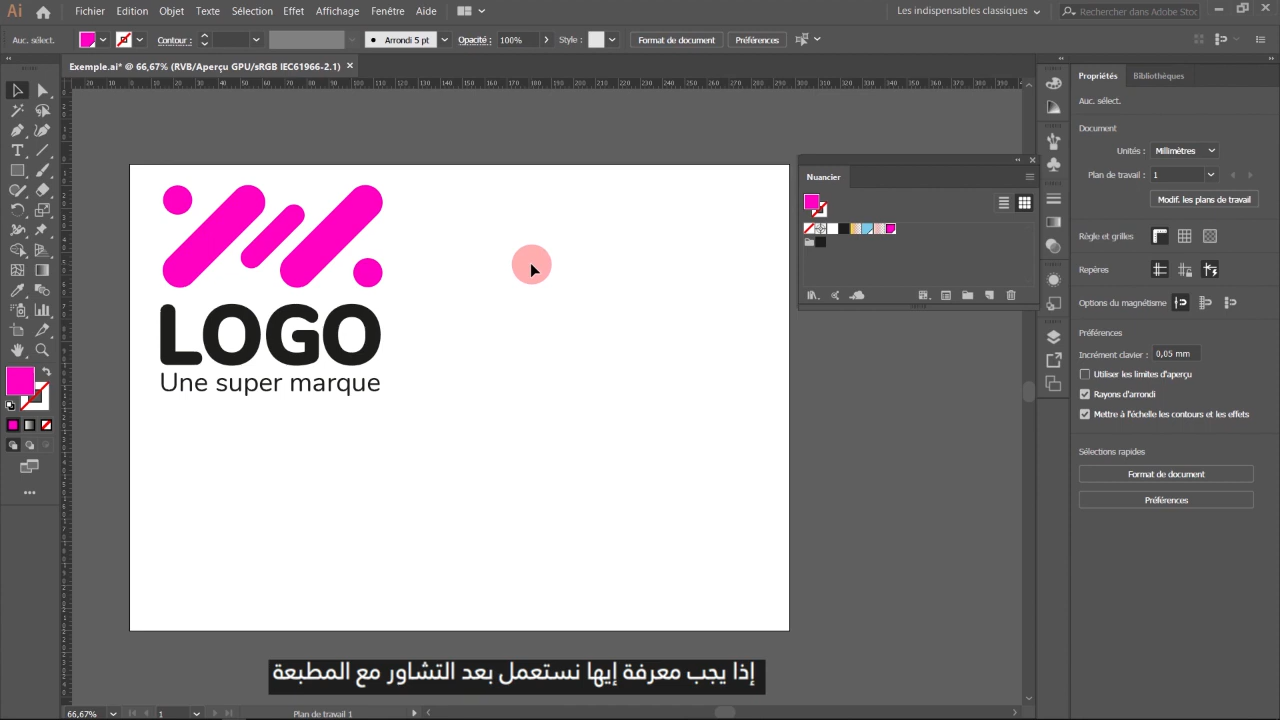 Ai Fichier Edition Objet Texte Sélection Effet Affichage Fenêtre Aide Les indispensables classiques Rechercher dans Adobe Stoc
Auc. sélect. Contour : Arrondi 5 pt Opacité : 100% Style : Format de document Préférences
Exemple.ai* @ 66,67% (RVB/Aperçu GPU/sRGB IEC61966-2.1) ×
Propriétés Bibliothèques
Auc. sélect.
Document
Unités : Millimètres
Plan de travail : 1
Modif. les plans de travail
Règle et grilles
Repères
Options du magnétisme
Préférences
Incrément clavier : 0,05 mm
Utiliser les limites d'aperçu
Rayons d'arrondi
Mettre à l'échelle les contours et les effets
Sélections rapides
Format de document
Préférences
Nuancier
LOGO
Une super marque
إذا يجب معرفة إيها نستعمل بعد التشاور مع المطبعة
66,67% 1 Plan de travail 1